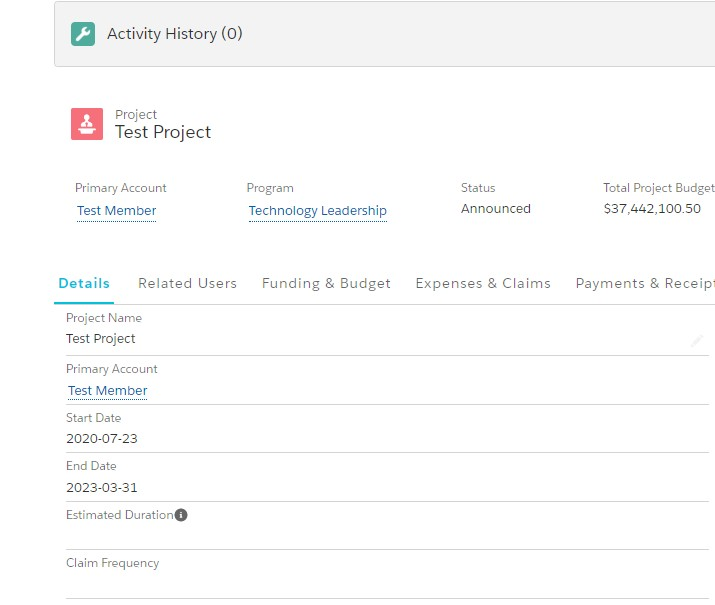 Activity History (0)
Project
Test Project
Primary Account
Program
Status
Total Project Budget
Test Member
Technology Leadership
Announced
$37,442,100.50
Details
Related Users
Funding & Budget
Expenses & Claims
Payments & Receipt
Project Name
Test Project
Primary Account
Test Member
Start Date
2020-07-23
End Date
2023-03-31
Estimated Duration
Claim Frequency